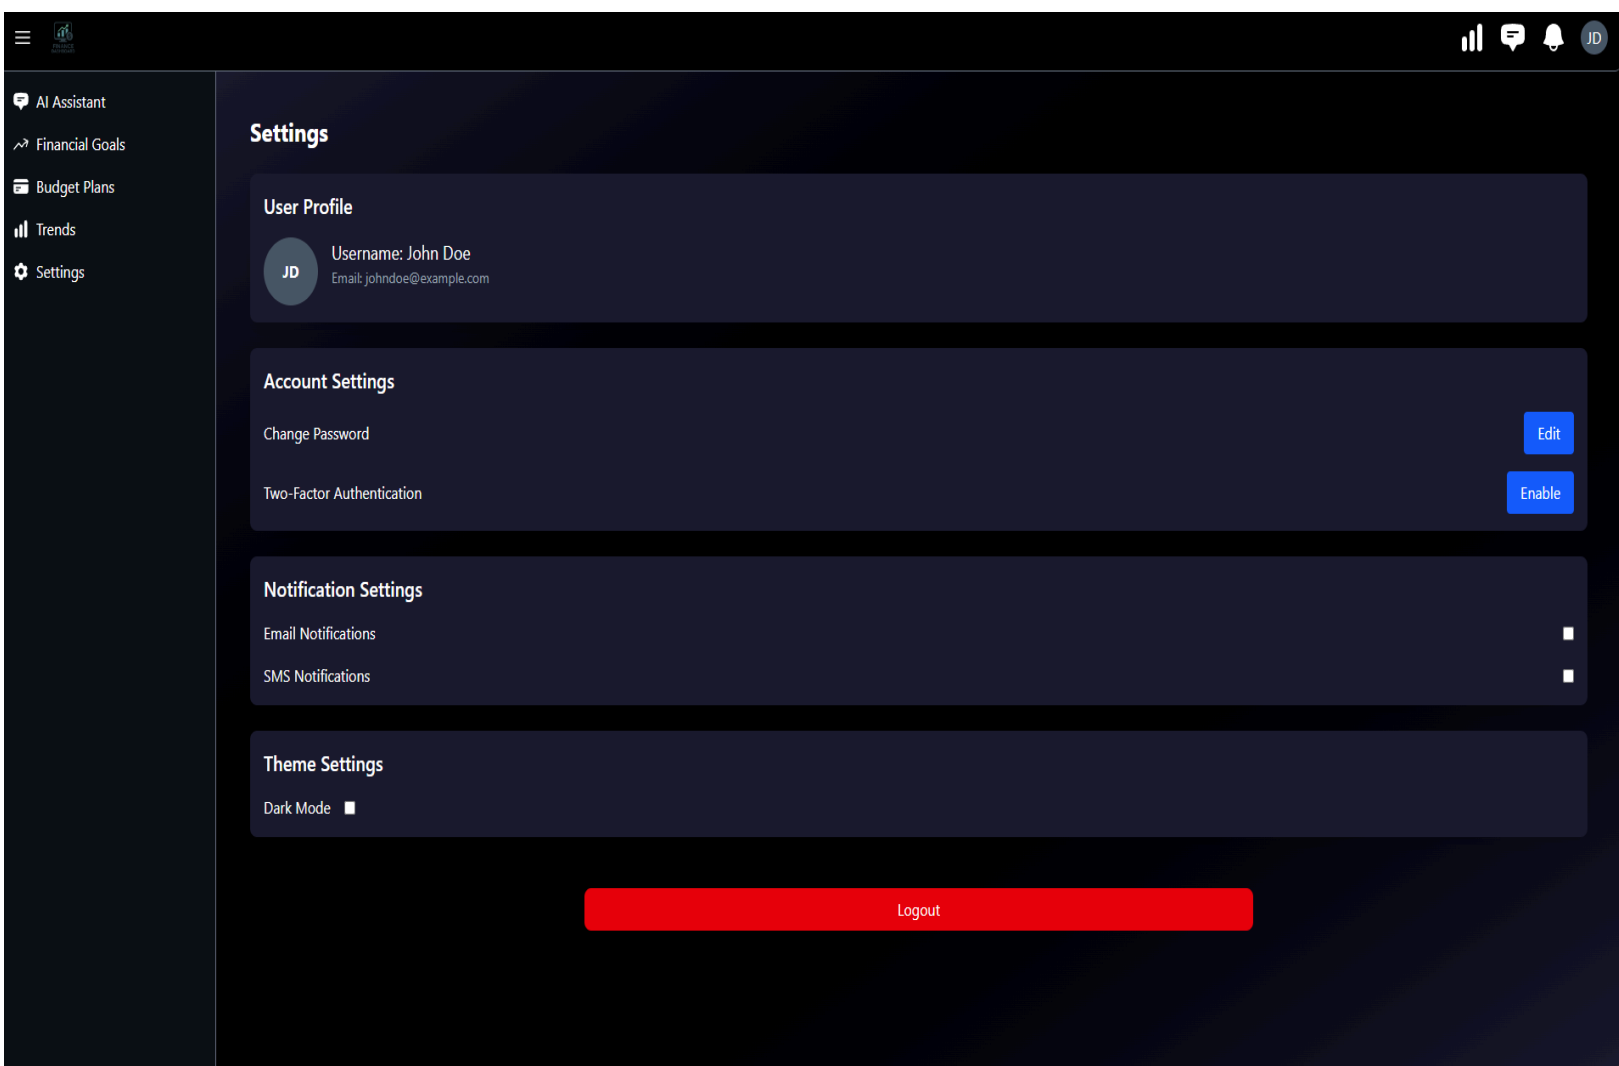 FINANCE
JD
AI Assistant
Financial Goals
Budget Plans
Trends
Settings
Settings
User Profile
JD
Username: John Doe
Email: johndoe@example.com
Account Settings
Change Password
Edit
Two-Factor Authentication
Enable
Notification Settings
Email Notifications
SMS Notifications
Theme Settings
Dark Mode
Logout